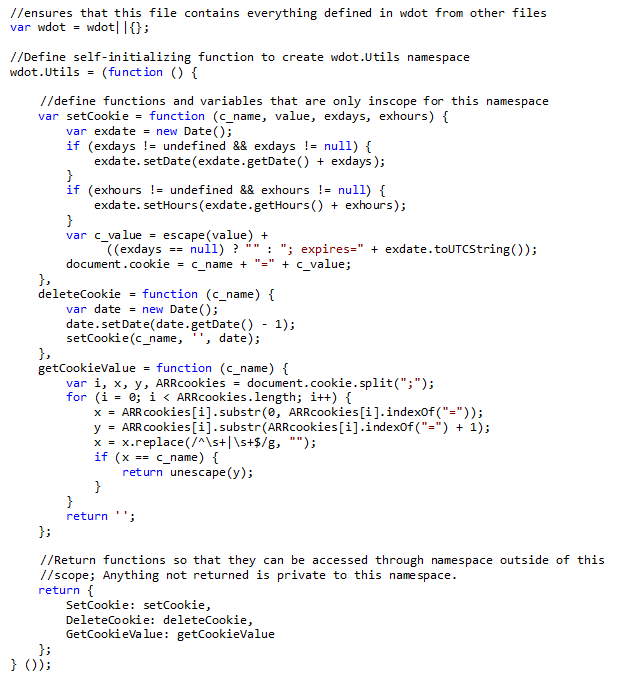 //ensures that this file contains everything defined in wdot from other files
var wdot = wdot||{};

//Define self-initializing function to create wdot.Utils namespace
wdot.Utils = (function () {

    //define functions and variables that are only inscope for this namespace
    var setCookie = function (c_name, value, exdays, exhours) {
        var exdate = new Date();
        if (exdays != undefined && exdays != null) {
            exdate.setDate(exdate.getDate() + exdays);
        }
        if (exhours != undefined && exhours != null) {
            exdate.setHours(exdate.getHours() + exhours);
        }
        var c_value = escape(value) +
              ((exdays == null) ? "" : "; expires=" + exdate.toUTCString());
        document.cookie = c_name + "=" + c_value;
    },
    deleteCookie = function (c_name) {
        var date = new Date();
        date.setDate(date.getDate() - 1);
        setCookie(c_name, '', date);
    },
    getCookieValue = function (c_name) {
        var i, x, y, ARRcookies = document.cookie.split(";");
        for (i = 0; i < ARRcookies.length; i++) {
            x = ARRcookies[i].substr(0, ARRcookies[i].indexOf("="));
            y = ARRcookies[i].substr(ARRcookies[i].indexOf("=") + 1);
            x = x.replace(/^\s+|\s+$/g, "");
            if (x == c_name) {
                return unescape(y);
            }
        }
        return '';
    };

    //Return functions so that they can be accessed through namespace outside of this
    //scope; Anything not returned is private to this namespace.
    return {
        SetCookie: setCookie,
        DeleteCookie: deleteCookie,
        GetCookieValue: getCookieValue
    };
} ());